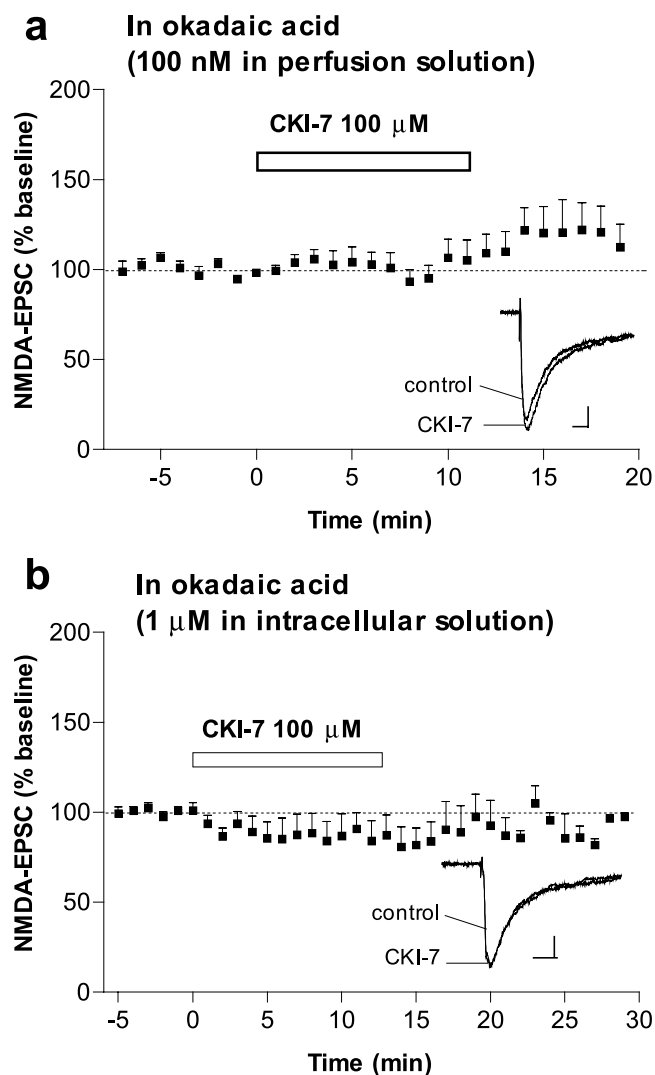 a
In okadaic acid
(100 nM in perfusion solution)
NMDA-EPSC (% baseline)
200
150
100
50
0
CKI-7 100 μM
control
CKI-7
-5
0
5
10
15
20
Time (min)
b
In okadaic acid
(1 μM in intracellular solution)
NMDA-EPSC (% baseline)
200
150
100
50
0
CKI-7 100 μM
control
CKI-7
-5
0
5
10
15
20
25
30
Time (min)